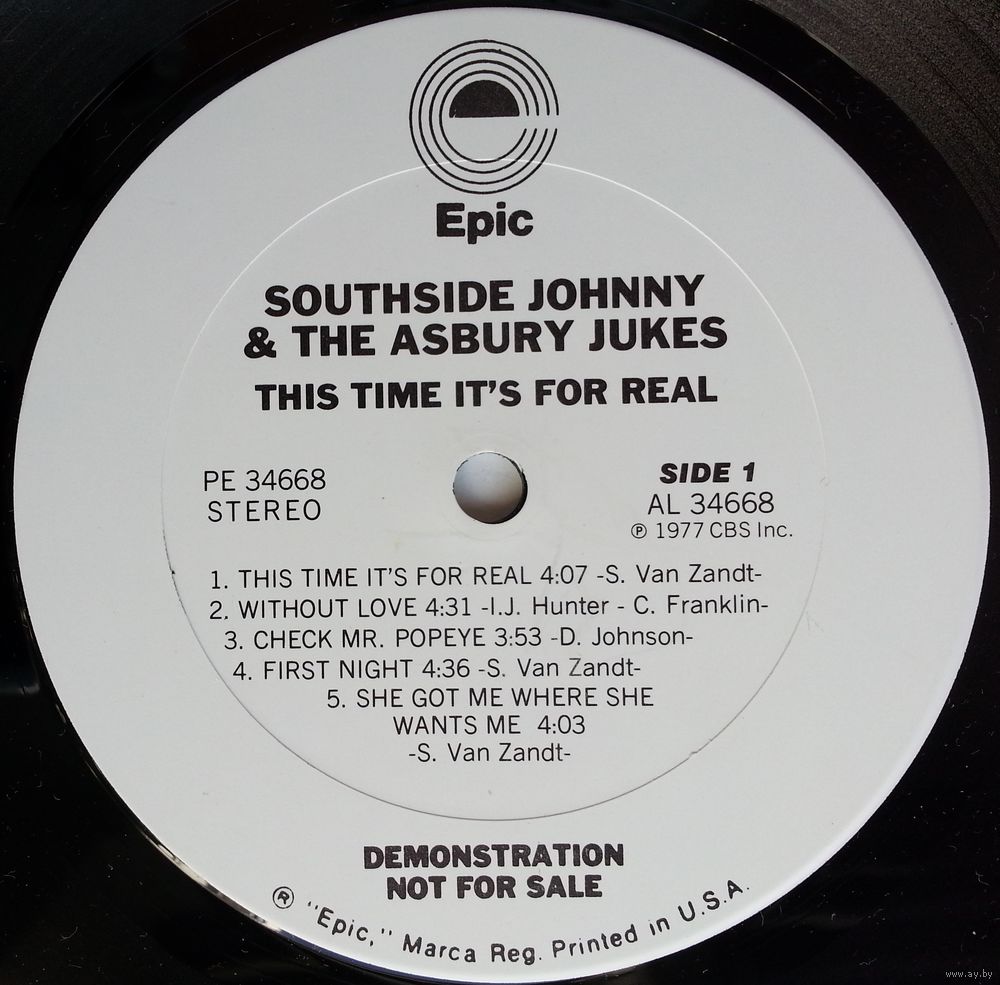 Epic
SOUTHSIDE JOHNNY
& THE ASBURY JUKES
THIS TIME IT'S FOR REAL
PE 34668
STEREO
SIDE 1
AL 34668
℗ 1977 CBS Inc.
1. THIS TIME IT'S FOR REAL 4:07 -S. Van Zandt-
2. WITHOUT LOVE 4:31 -I.J. Hunter - C. Franklin-
3. CHECK MR. POPEYE 3:53 -D. Johnson-
4. FIRST NIGHT 4:36 -S. Van Zandt-
5. SHE GOT ME WHERE SHE
WANTS ME 4:03
-S. Van Zandt-
DEMONSTRATION
NOT FOR SALE
® "Epic," Marca Reg. Printed in U.S.A.
www.ay.by